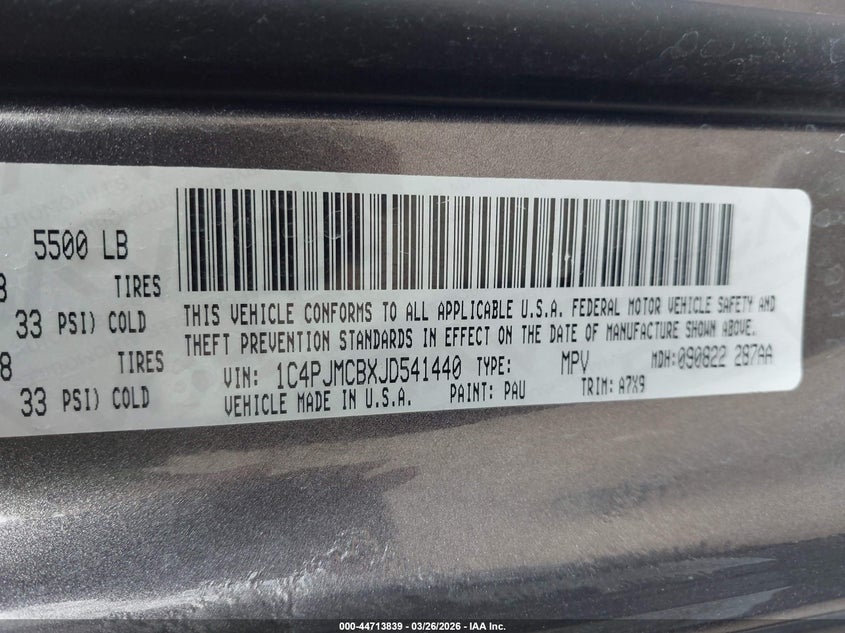 5500 LB
8 TIRES
33 PSI) COLD
8 TIRES
33 PSI) COLD
THIS VEHICLE CONFORMS TO ALL APPLICABLE U.S.A. FEDERAL MOTOR VEHICLE SAFETY AND
THEFT PREVENTION STANDARDS IN EFFECT ON THE DATE OF MANUFACTURE SHOWN ABOVE.
VIN: 1C4PJMCBXJD541440 TYPE: MPV MDH:090822 287AA
VEHICLE MADE IN U.S.A. PAINT: PAU TRIM: A7X9
000-44713839 - 03/26/2026 - IAA Inc.